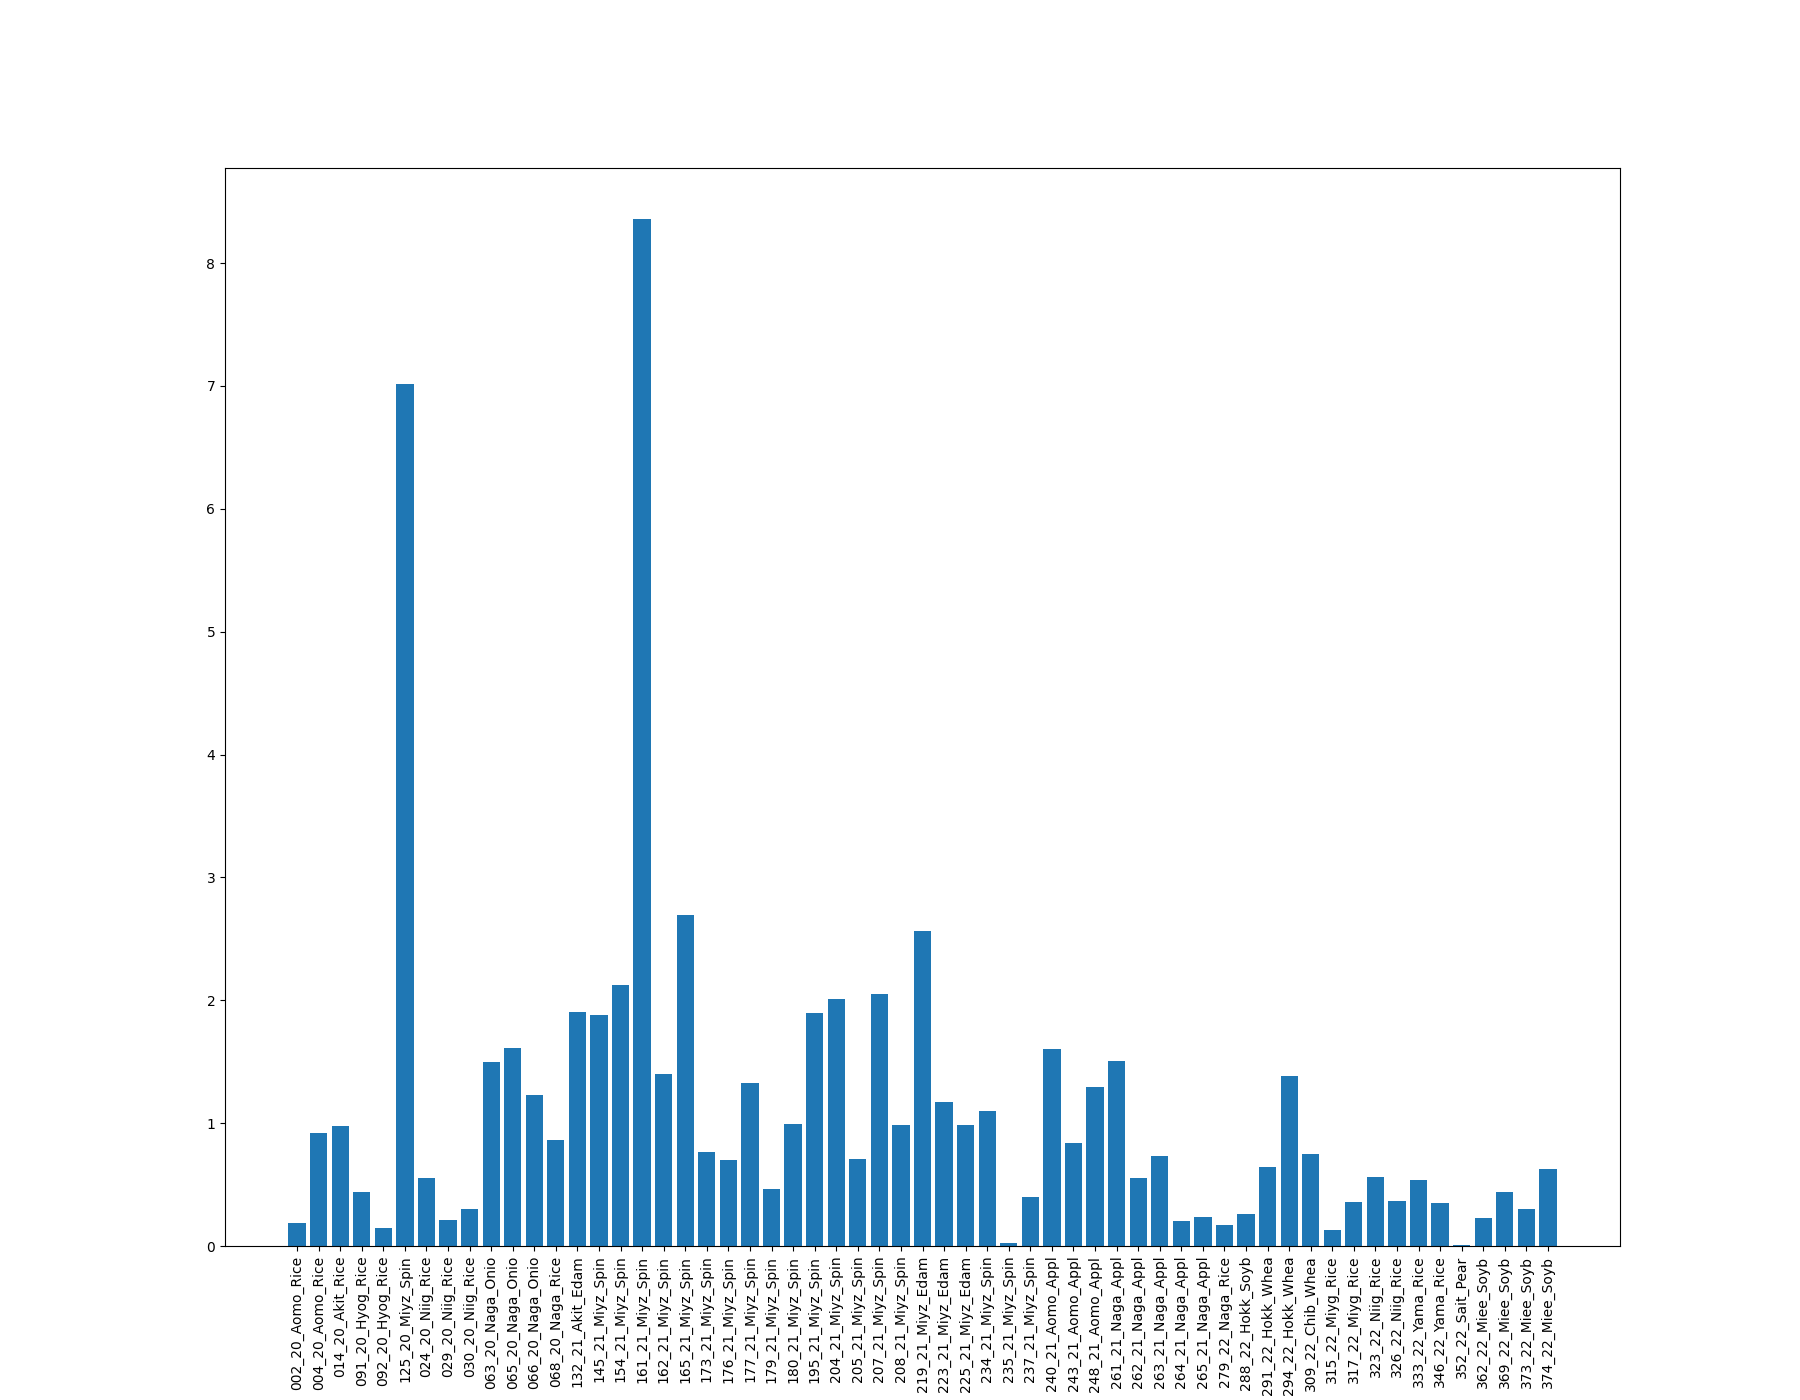 8
7
6
5
4
3
2
1
0
002_20_Aomo_Rice
004_20_Aomo_Rice
014_20_Akit_Rice
091_20_Hyog_Rice
092_20_Hyog_Rice
125_20_Miyz_Spin
024_20_Niig_Rice
029_20_Niig_Rice
030_20_Niig_Rice
063_20_Naga_Onio
065_20_Naga_Onio
066_20_Naga_Onio
068_20_Naga_Rice
132_21_Akit_Edam
145_21_Miyz_Spin
154_21_Miyz_Spin
161_21_Miyz_Spin
162_21_Miyz_Spin
165_21_Miyz_Spin
173_21_Miyz_Spin
176_21_Miyz_Spin
177_21_Miyz_Spin
179_21_Miyz_Spin
180_21_Miyz_Spin
195_21_Miyz_Spin
204_21_Miyz_Spin
205_21_Miyz_Spin
207_21_Miyz_Spin
208_21_Miyz_Spin
219_21_Miyz_Edam
223_21_Miyz_Edam
225_21_Miyz_Edam
234_21_Miyz_Spin
235_21_Miyz_Spin
237_21_Miyz_Spin
240_21_Aomo_Appl
243_21_Aomo_Appl
248_21_Aomo_Appl
261_21_Naga_Appl
262_21_Naga_Appl
263_21_Naga_Appl
264_21_Naga_Appl
265_21_Naga_Appl
279_22_Naga_Rice
288_22_Hokk_Soyb
291_22_Hokk_Whea
294_22_Hokk_Whea
309_22_Chib_Whea
315_22_Miyg_Rice
317_22_Miyg_Rice
323_22_Niig_Rice
326_22_Niig_Rice
333_22_Yama_Rice
346_22_Yama_Rice
352_22_Sait_Pear
362_22_Miee_Soyb
369_22_Miee_Soyb
373_22_Miee_Soyb
374_22_Miee_Soyb